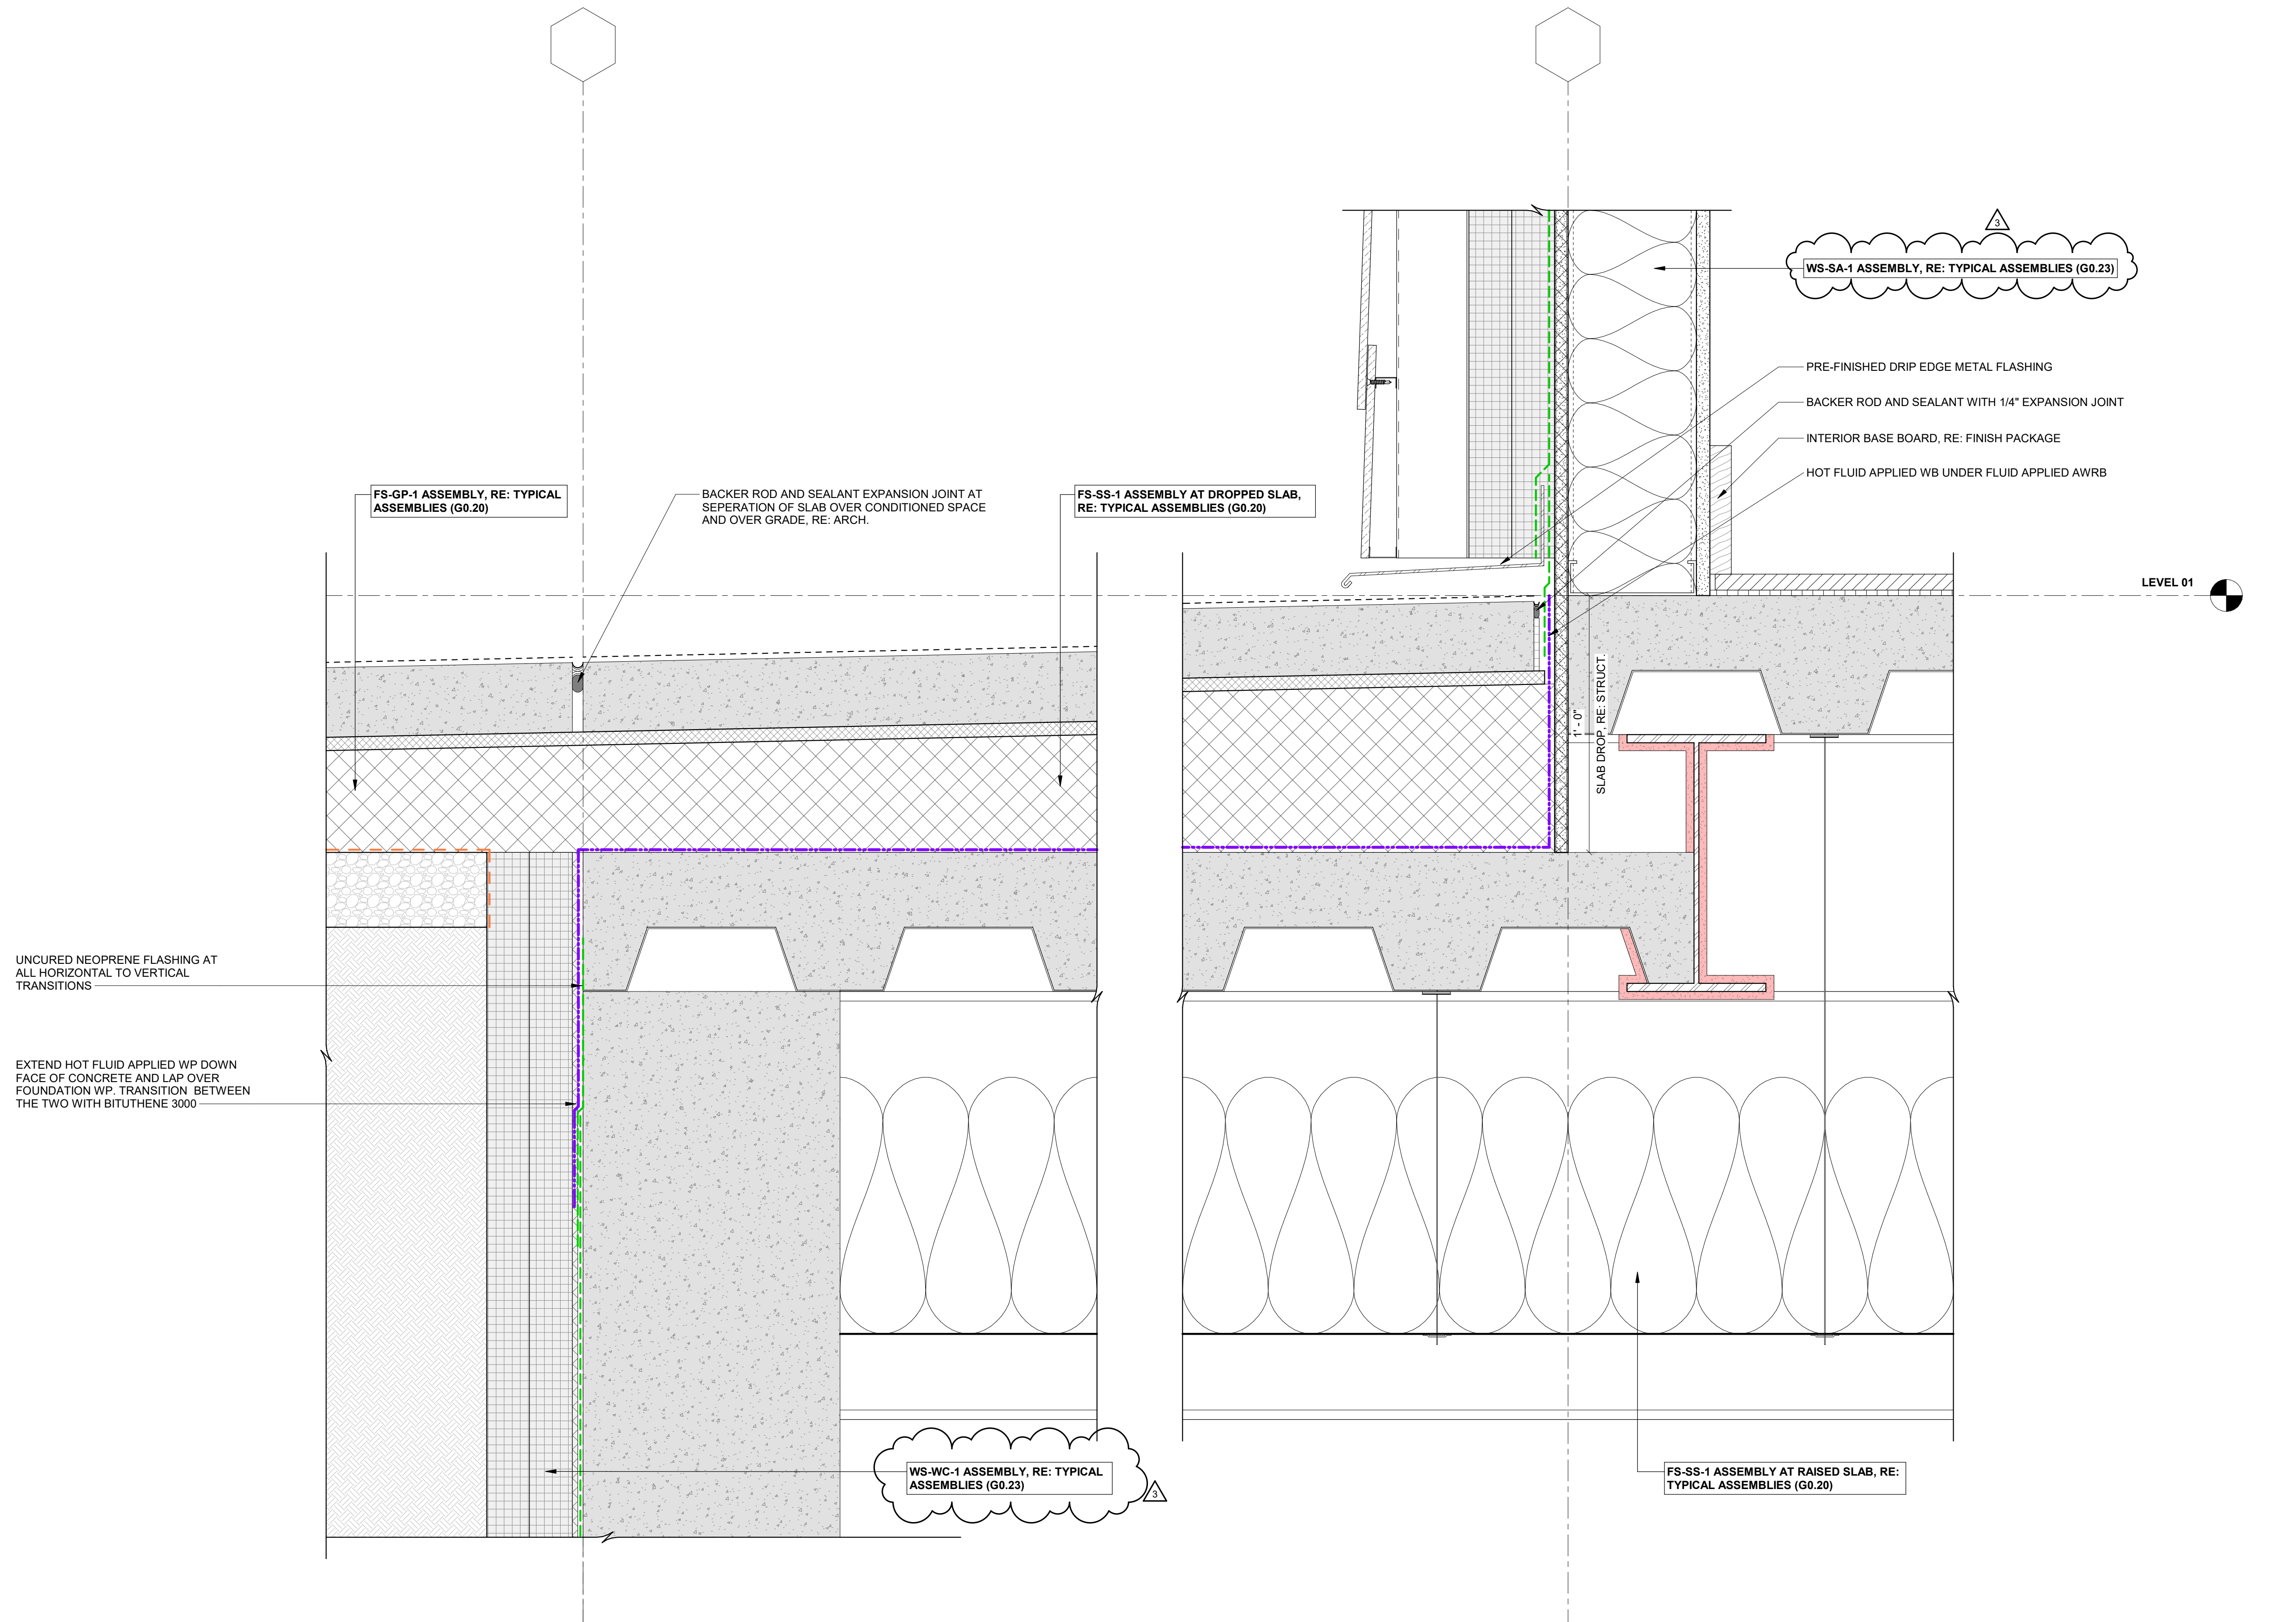 3
WS-SA-1 ASSEMBLY, RE: TYPICAL ASSEMBLIES (G0.23)
PRE-FINISHED DRIP EDGE METAL FLASHING
BACKER ROD AND SEALANT WITH 1/4" EXPANSION JOINT
INTERIOR BASE BOARD, RE: FINISH PACKAGE
HOT FLUID APPLIED WB UNDER FLUID APPLIED AWRB
FS-GP-1 ASSEMBLY, RE: TYPICAL
ASSEMBLIES (G0.20)
BACKER ROD AND SEALANT EXPANSION JOINT AT
SEPERATION OF SLAB OVER CONDITIONED SPACE
AND OVER GRADE, RE: ARCH.
FS-SS-1 ASSEMBLY AT DROPPED SLAB,
RE: TYPICAL ASSEMBLIES (G0.20)
LEVEL 01
1' - 0"
SLAB DROP, RE: STRUCT.
UNCURED NEOPRENE FLASHING AT
ALL HORIZONTAL TO VERTICAL
TRANSITIONS
EXTEND HOT FLUID APPLIED WP DOWN
FACE OF CONCRETE AND LAP OVER
FOUNDATION WP. TRANSITION BETWEEN
THE TWO WITH BITUTHENE 3000
WS-WC-1 ASSEMBLY, RE: TYPICAL
ASSEMBLIES (G0.23)
3
FS-SS-1 ASSEMBLY AT RAISED SLAB, RE:
TYPICAL ASSEMBLIES (G0.20)